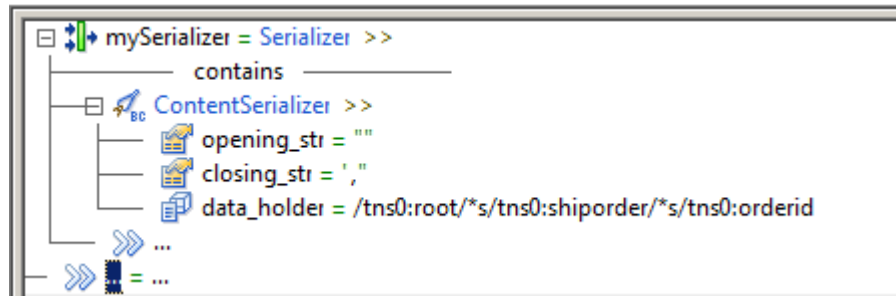 mySerializer = Serializer >>
contains
ContentSerializer >>
opening_str = ""
closing_str = ',"
data_holder = /tns0:root/*s/tns0:shiporder/*s/tns0:orderid
...
... = ...